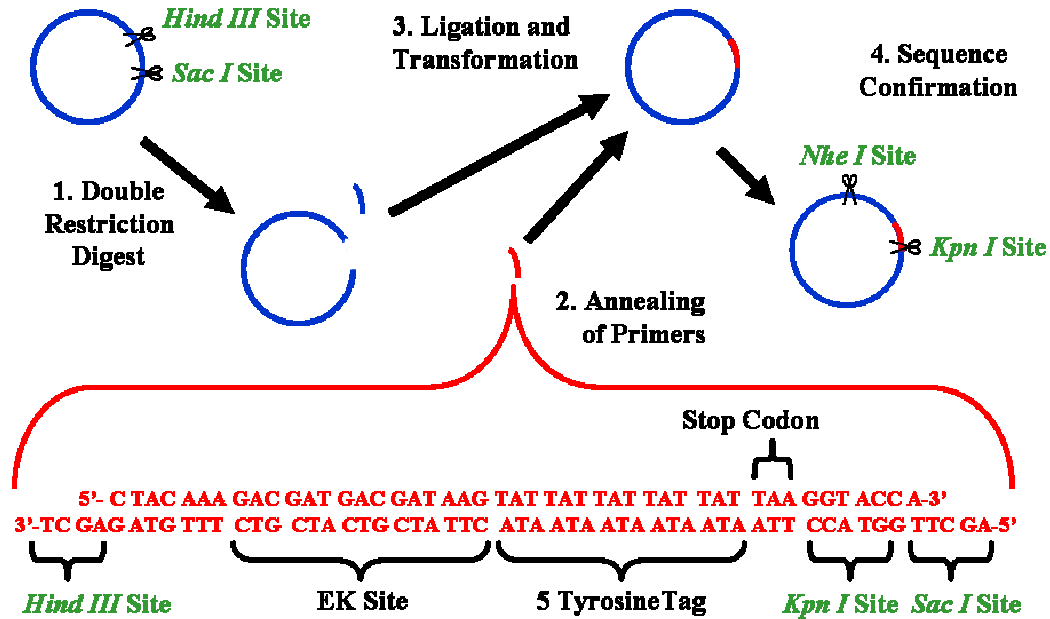 Hind III Site
Sac I Site
3. Ligation and
Transformation
4. Sequence
Confirmation
1. Double
Restriction
Digest
2. Annealing
of Primers
Nhe I Site
Kpn I Site
Stop Codon
5'- C TAC AAA GAC GAT GAC GAT AAG TAT TAT TAT TAT TAT TAA GGT ACC A-3'
3'-TC GAG ATG TTT CTG CTA CTG CTA TTC ATA ATA ATA ATA ATA ATT CCA TGG TTC GA-5'
Hind III Site
EK Site
5 Tyrosine Tag
Kpn I Site
Sac I Site